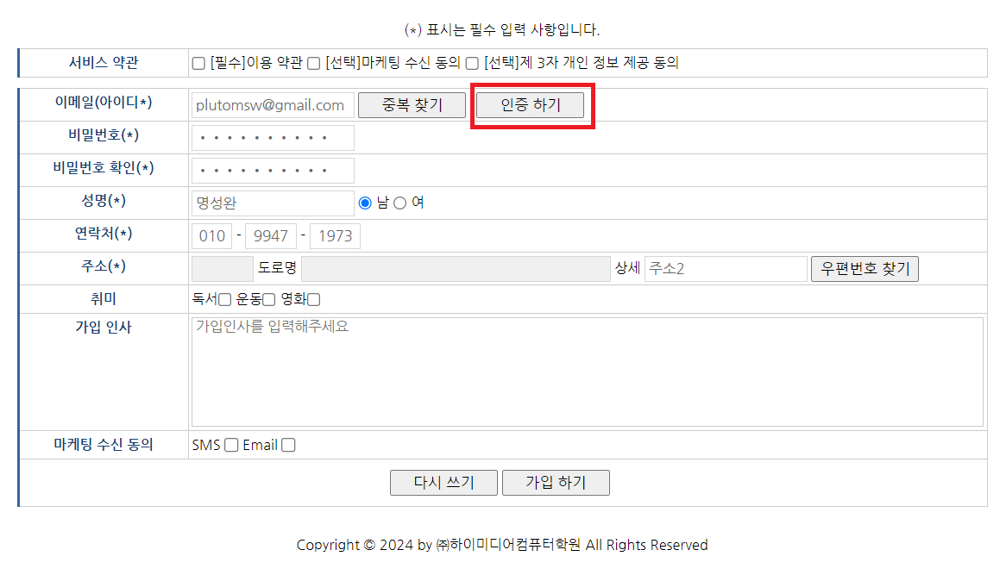 (*) 표시는 필수 입력 사항입니다.
서비스 약관 [필수]이용 약관 [선택]마케팅 수신 동의 [선택]제 3자 개인 정보 제공 동의
이메일(아이디*) plutomsw@gmail.com 중복 찾기 인증 하기
비밀번호(*) • • • • • • • • • •
비밀번호 확인(*) • • • • • • • • • •
성명(*) 명성완 남 여
연락처(*) 010 - 9947 - 1973
주소(*) 도로명 상세 주소2 우편번호 찾기
취미 독서 운동 영화
가입 인사 가입인사를 입력해주세요
마케팅 수신 동의 SMS Email
다시 쓰기 가입 하기
Copyright © 2024 by ㈜하이미디어컴퓨터학원 All Rights Reserved